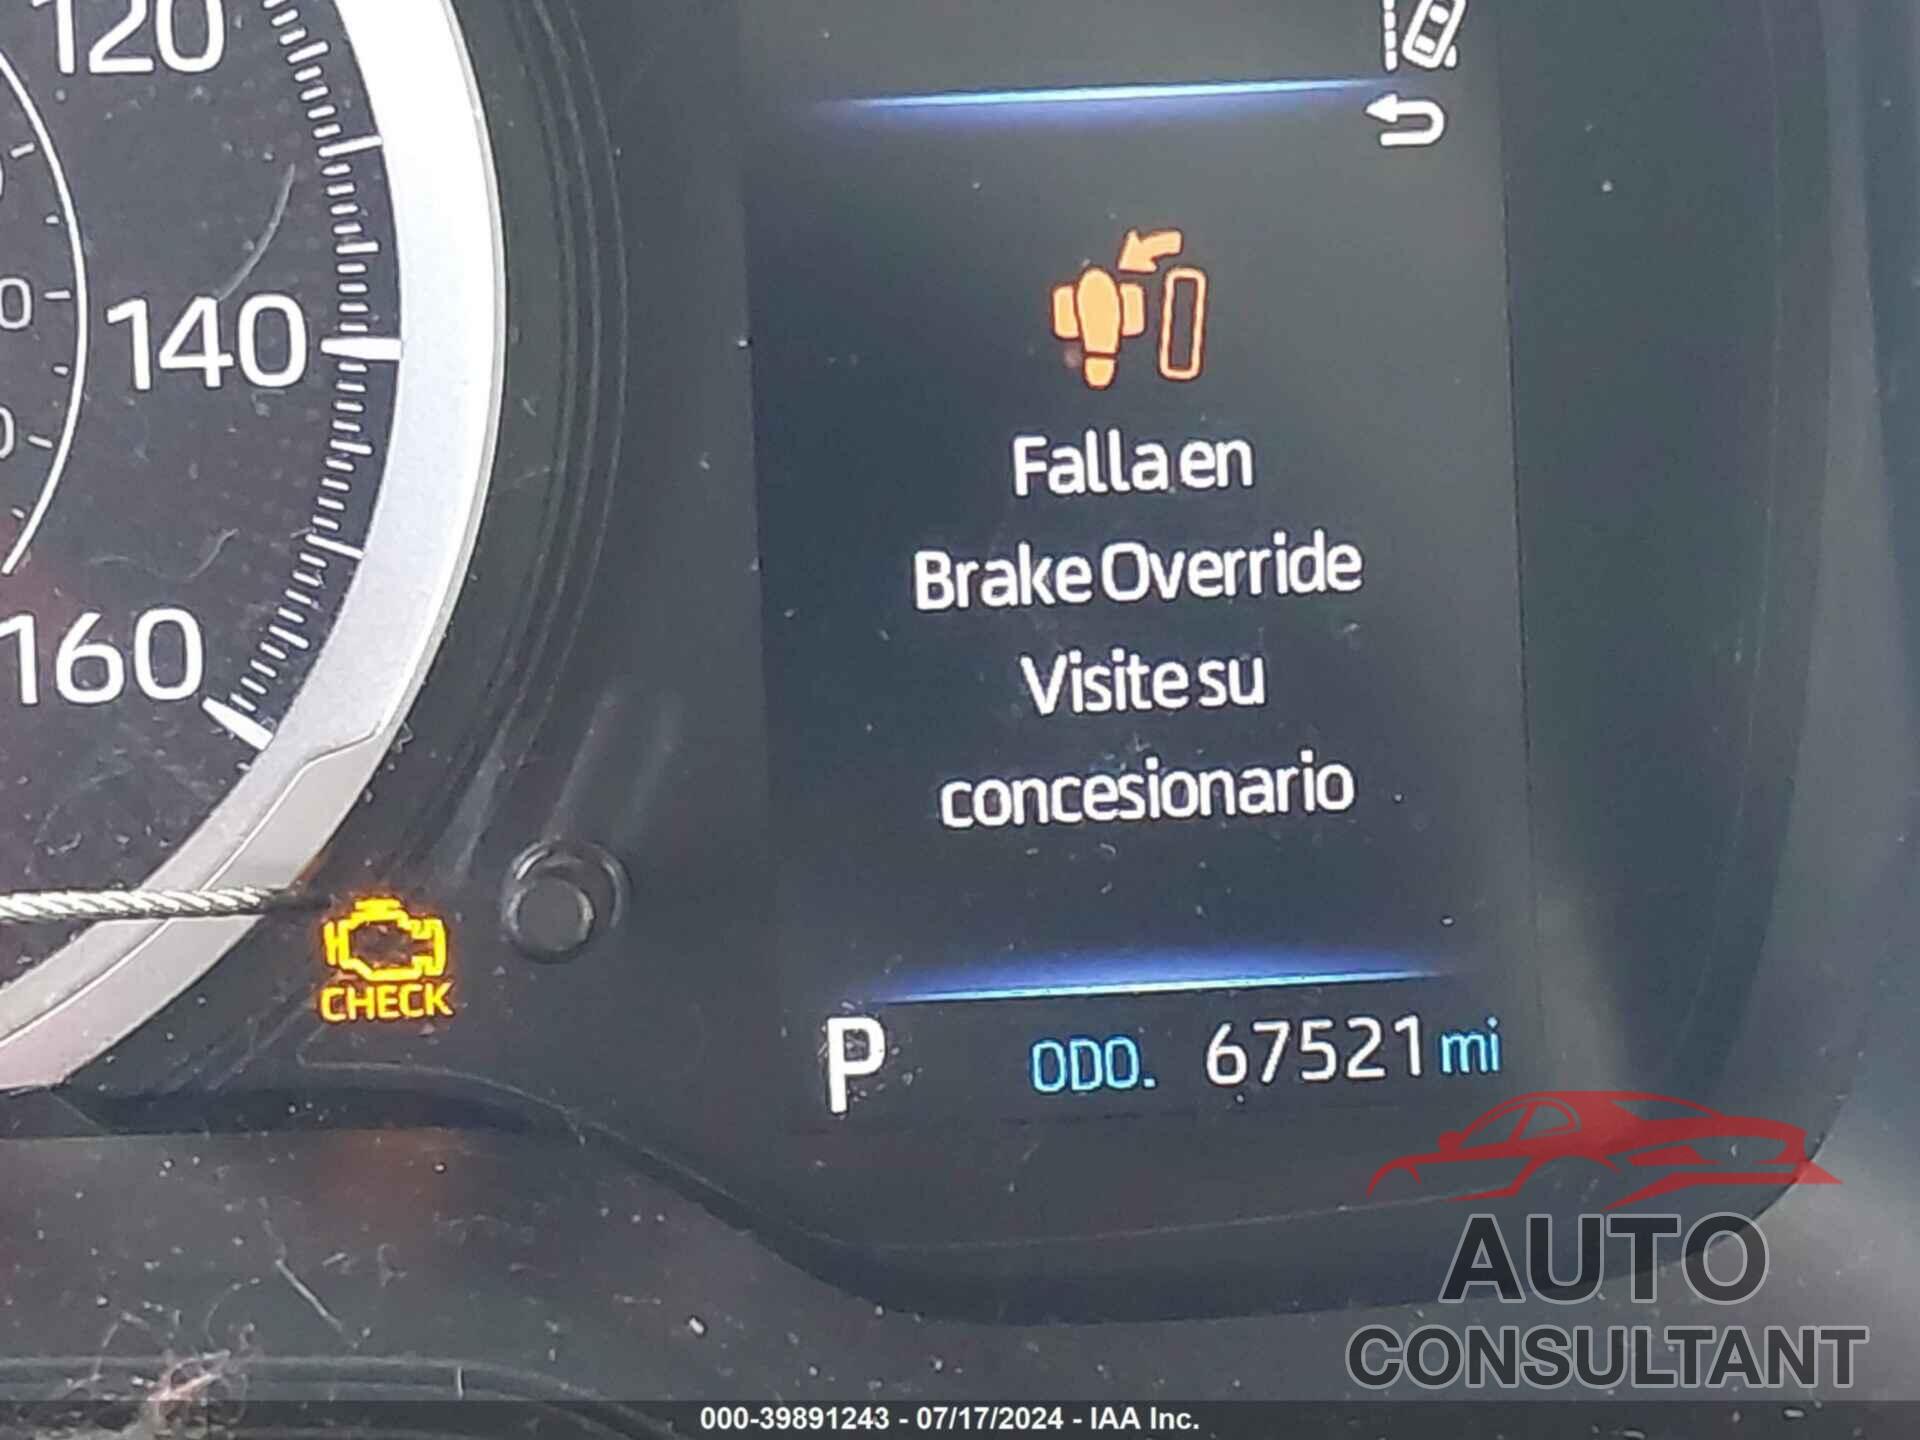 120
140
160
Falla en
Brake Override
Visite su
concesionario
CHECK
P ODO. 67521 mi
AUTO
CONSULTANT
000-39891243 - 07/17/2024 - IAA Inc.